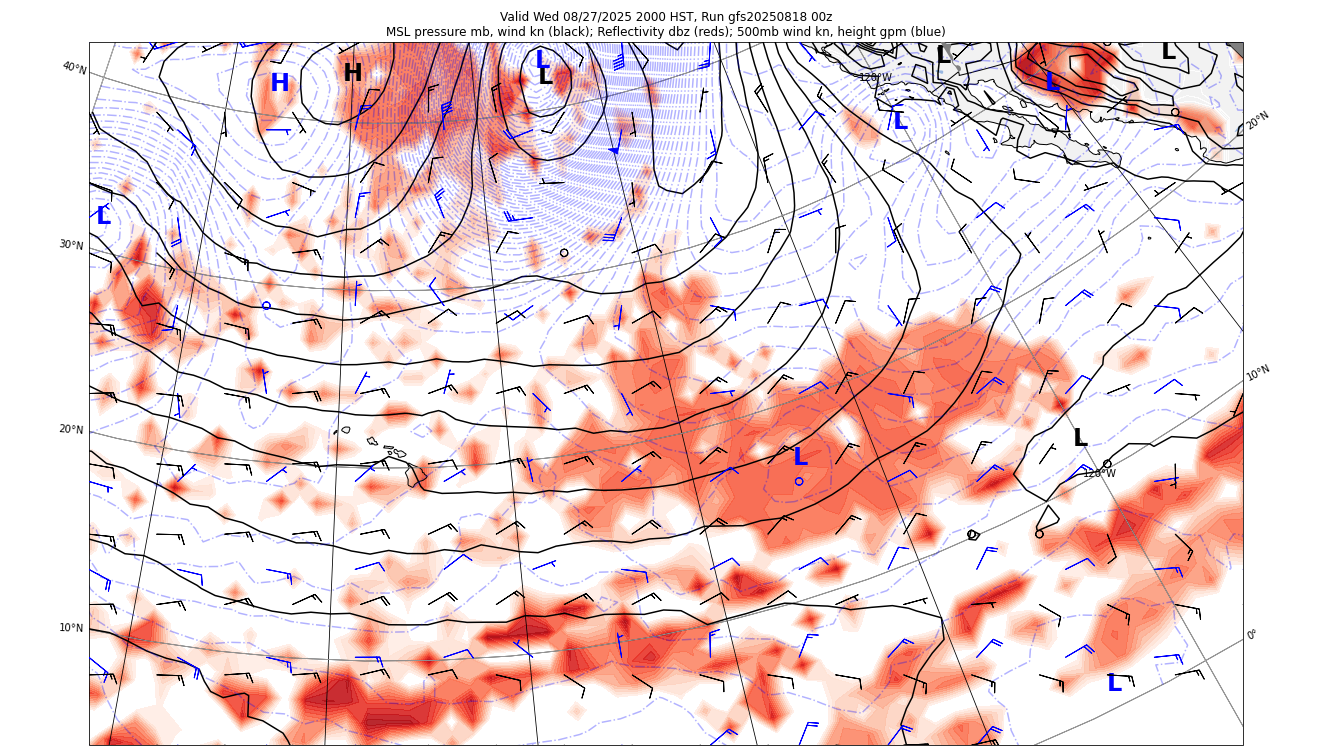 Valid Wed 08/27/2025 2000 HST, Run gfs20250818 00z
MSL pressure mb, wind kn (black); Reflectivity dbz (reds); 500mb wind kn, height gpm (blue)
L
L
L
H
H
L
L
40°N
120°W
L
L
20°N
L
30°N
10°N
20°N
L
L
120°W
10°N
0°
L